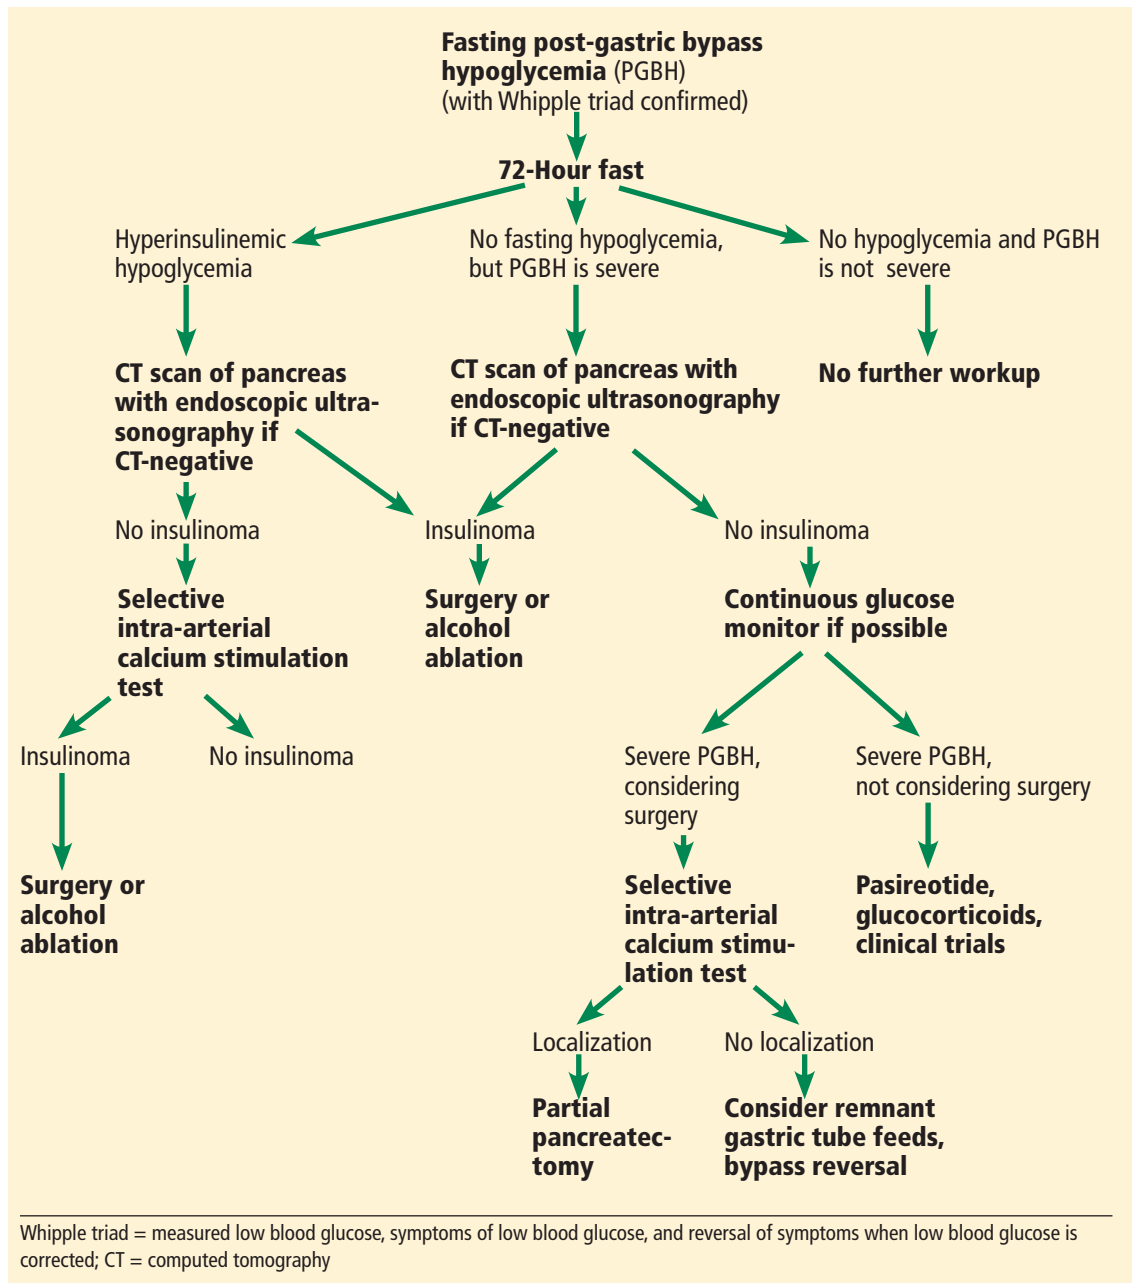 Fasting post-gastric bypass
hypoglycemia (PGBH)
(with Whipple triad confirmed)
72-Hour fast
Hyperinsulinemic
hypoglycemia
No fasting hypoglycemia,
but PGBH is severe
No hypoglycemia and PGBH
is not severe
CT scan of pancreas
with endoscopic ultra-
sonography if
CT-negative
CT scan of pancreas with
endoscopic ultrasonography
if CT-negative
No further workup
No insulinoma
Insulinoma
No insulinoma
Selective
intra-arterial
calcium stimulation
test
Surgery or
alcohol
ablation
Continuous glucose
monitor if possible
Insulinoma
No insulinoma
Severe PGBH,
considering
surgery
Severe PGBH,
not considering surgery
Surgery or
alcohol
ablation
Selective
intra-arterial
calcium stimu-
lation test
Pasireotide,
glucocorticoids,
clinical trials
Localization
No localization
Partial
pancreatec-
tomy
Consider remnant
gastric tube feeds,
bypass reversal
Whipple triad = measured low blood glucose, symptoms of low blood glucose, and reversal of symptoms when low blood glucose is
corrected; CT = computed tomography